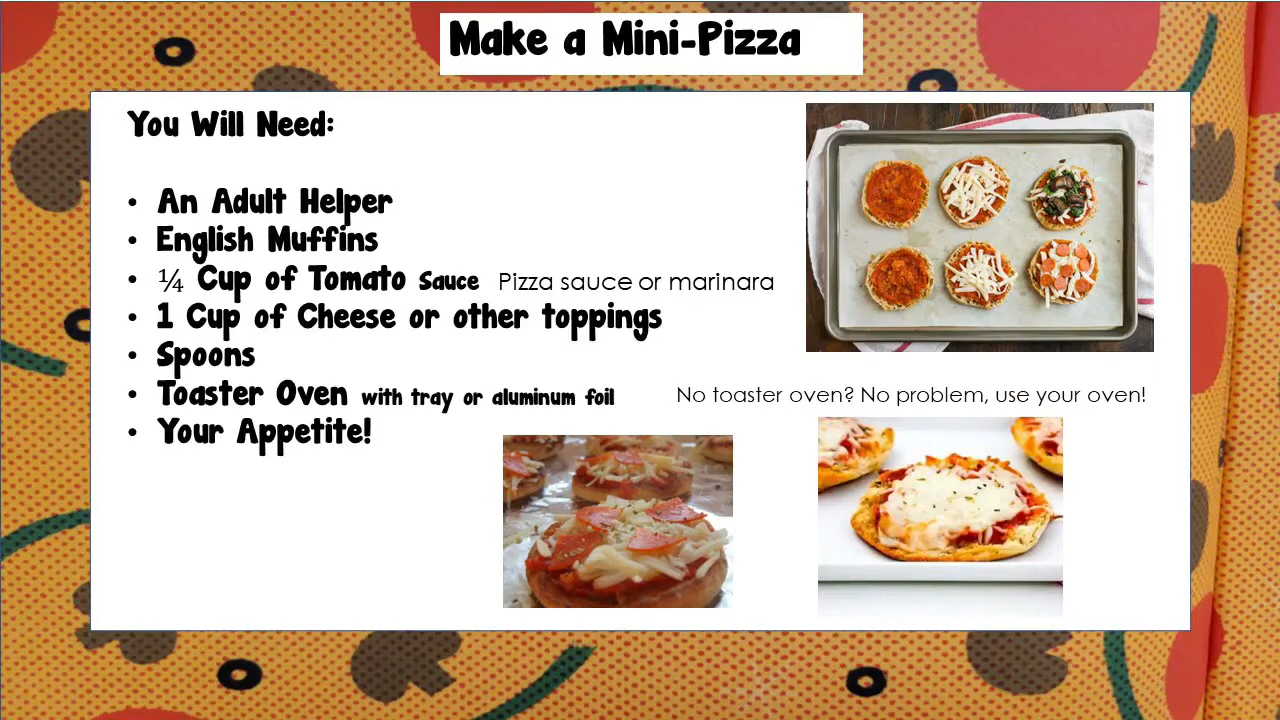 Make a Mini-Pizza
You Will Need:
• An Adult Helper
• English Muffins
• ¼ Cup of Tomato Sauce Pizza sauce or marinara
• 1 Cup of Cheese or other toppings
• Spoons
• Toaster Oven with tray or aluminum foil No toaster oven? No problem, use your oven!
• Your Appetite!